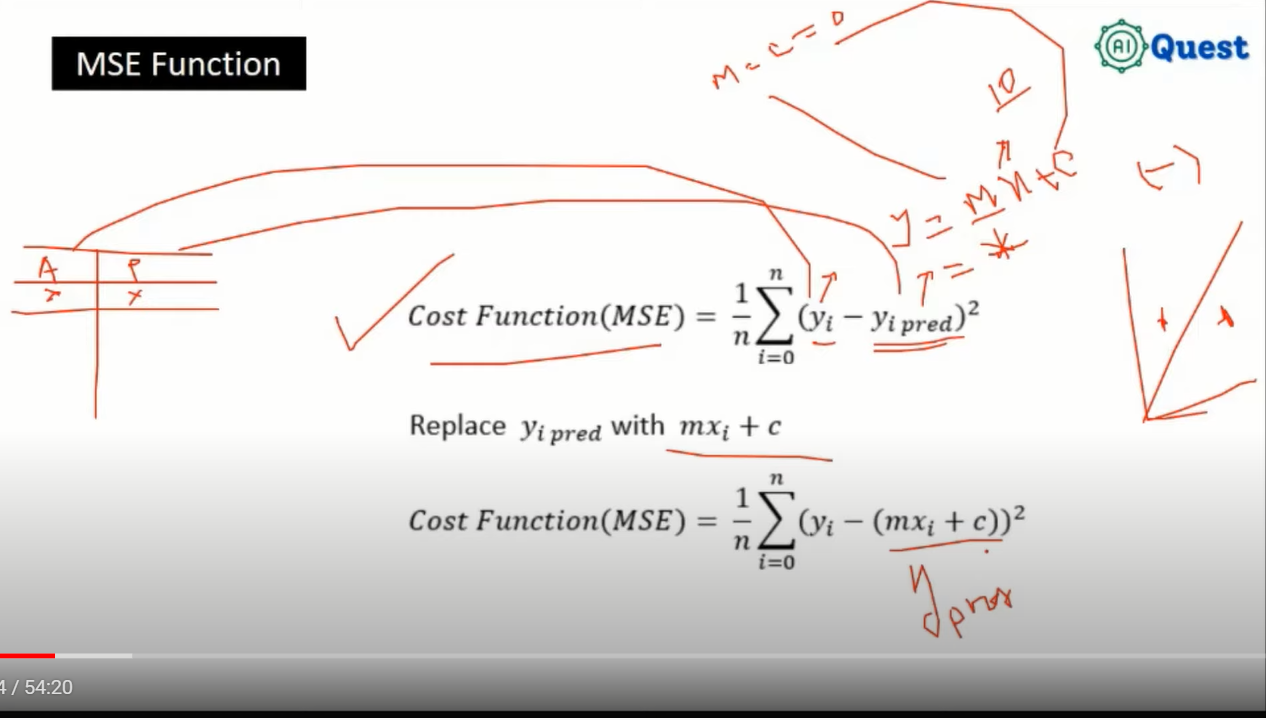 MSE Function
AI Quest
M = C = 0
10
y = mx + c
= *
A P
x x
Cost Function(MSE) = \frac{1}{n} \sum_{i=0}^{n} (y_i − y_{i pred})^2
Replace y_{i pred} with mx_i + c
Cost Function(MSE) = \frac{1}{n} \sum_{i=0}^{n} (y_i − (mx_i + c))^2
y
4 / 54:20